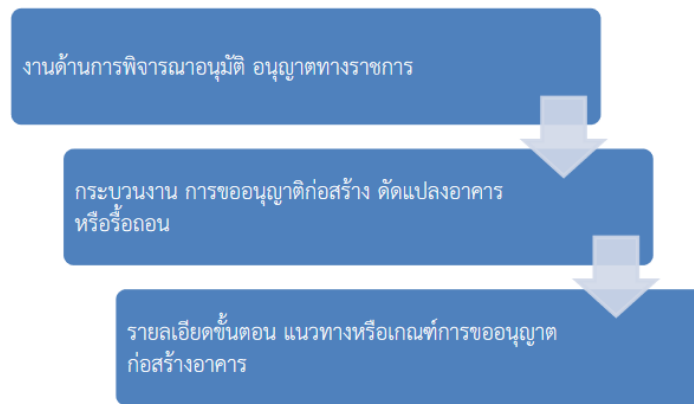 งานด้านการพิจารณาอนุมัติ อนุญาตทางราชการ
กระบวนงาน การขออนุญาติก่อสร้าง ดัดแปลงอาคาร
หรือรื้อถอน
รายลเอียดขั้นตอน แนวทางหรือเกณฑ์การขออนุญาต
ก่อสร้างอาคาร